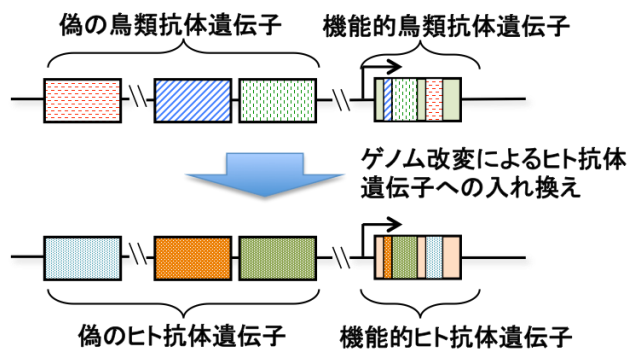 偽の鳥類抗体遺伝子
機能的鳥類抗体遺伝子
ゲノム改変によるヒト抗体
遺伝子への入れ換え
偽のヒト抗体遺伝子
機能的ヒト抗体遺伝子